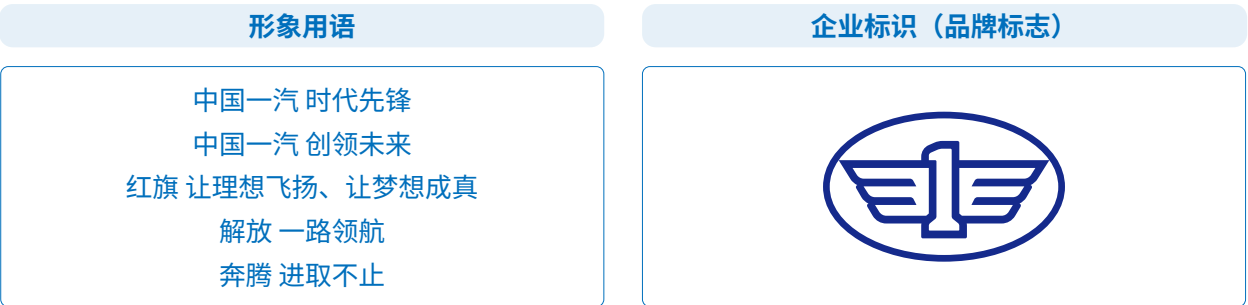 形象用语
中国一汽 时代先锋
中国一汽 创领未来
红旗 让理想飞扬、让梦想成真
解放 一路领航
奔腾 进取不止
企业标识（品牌标志）
1